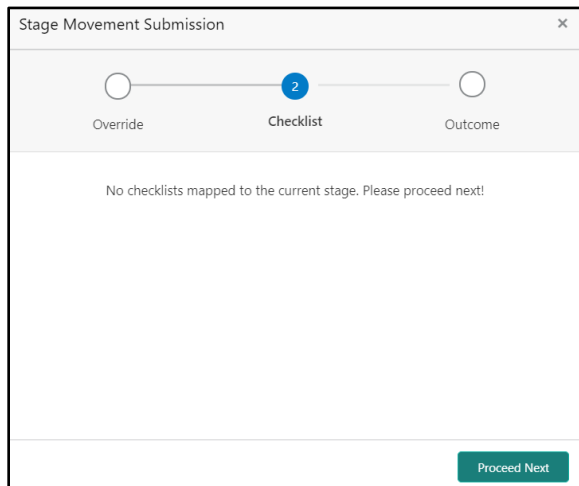 Stage Movement Submission ×
2
Override Checklist Outcome
No checklists mapped to the current stage. Please proceed next!
Proceed Next